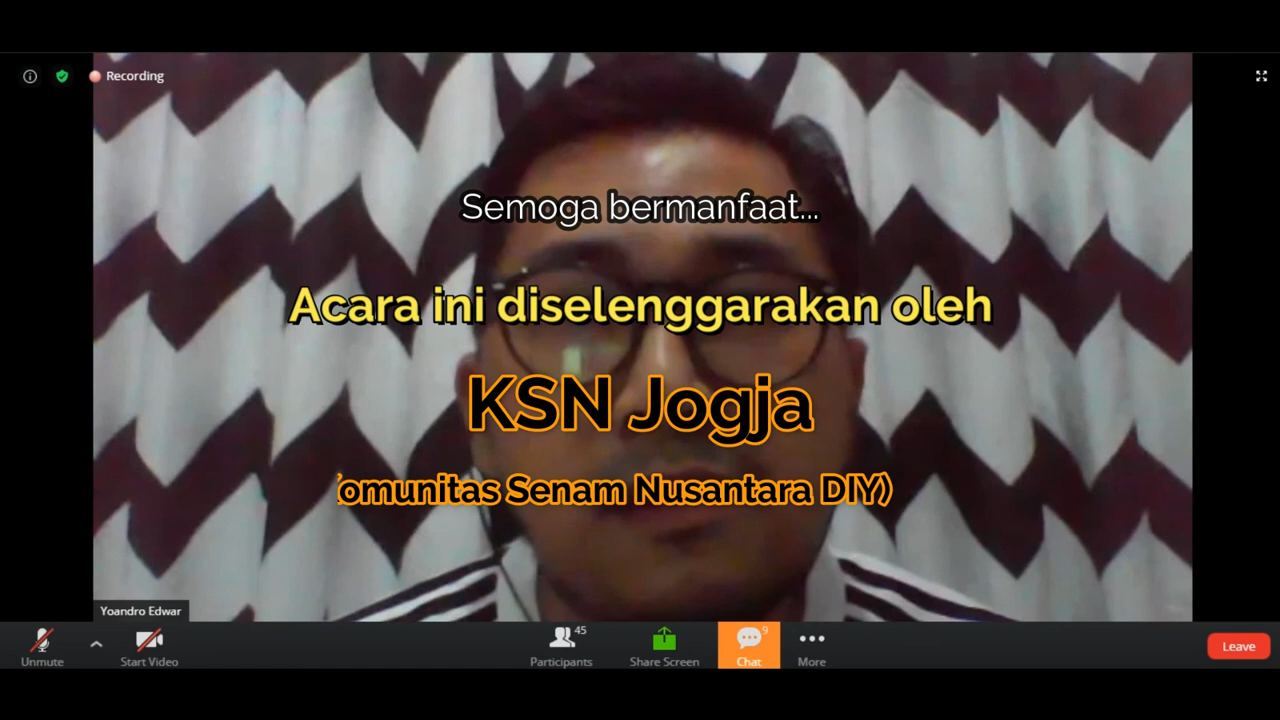 Recording
Semoga bermanfaat...
Acara ini diselenggarakan oleh
KSN Jogja
omunitas Senam Nusantara DIY)
Yoandro Edwar
Unmute
Start Video
45
Participants
Share Screen
9
Chat
More
Leave